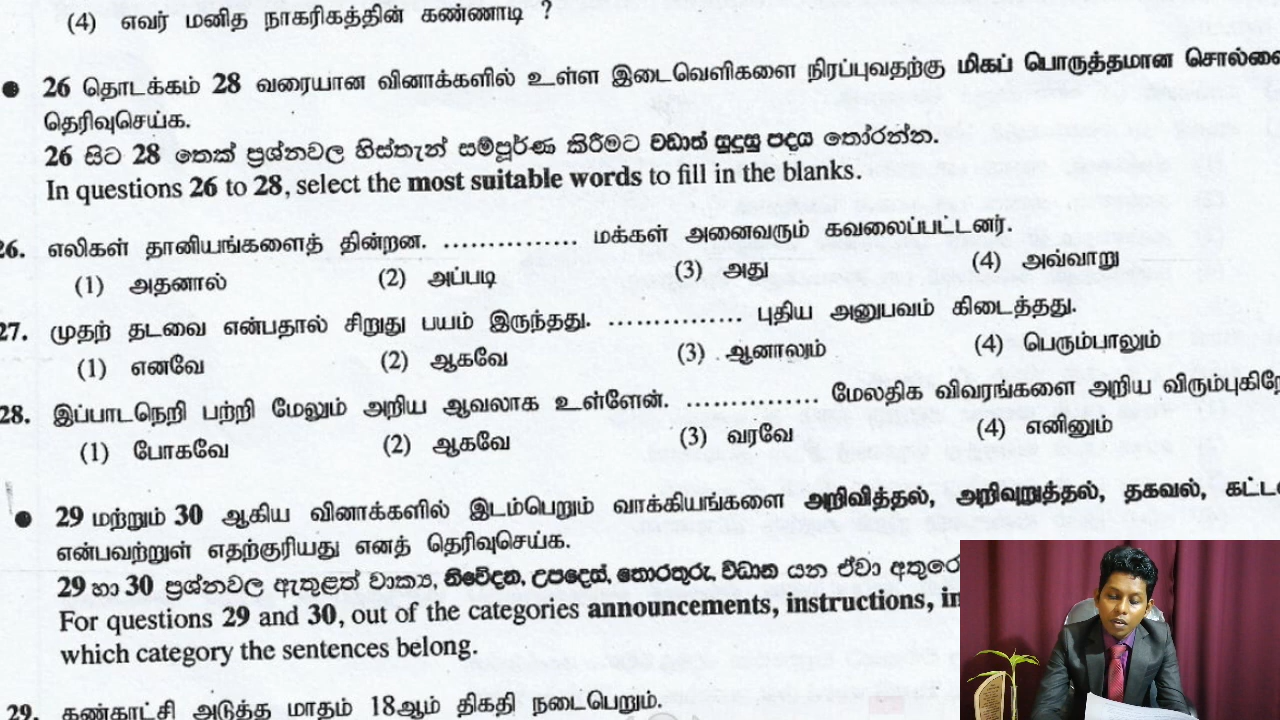 (4) எவர் மனித நாகரிகத்தின் கண்ணாடி ?
● 26 தொடக்கம் 28 வரையான வினாக்களில் உள்ள இடைவெளிகளை நிரப்புவதற்கு மிகப் பொருத்தமான சொல்லை
தெரிவுசெய்க.
26 සිට 28 තෙක් ප්‍රශ්නවල හිස්තැන් සම්පූර්ණ කිරීමට වඩාත් සුදුසු පදය තෝරන්න.
In questions 26 to 28, select the most suitable words to fill in the blanks.
26. எலிகள் தானியங்களைத் தின்றன. ............... மக்கள் அனைவரும் கவலைப்பட்டனர்.
(1) அதனால் (2) அப்படி (3) அது (4) அவ்வாறு
27. முதற் தடவை என்பதால் சிறுது பயம் இருந்தது. ............... புதிய அனுபவம் கிடைத்தது.
(1) எனவே (2) ஆகவே (3) ஆனாலும் (4) பெரும்பாலும்
28. இப்பாடநெறி பற்றி மேலும் அறிய ஆவலாக உள்ளேன். ............... மேலதிக விவரங்களை அறிய விரும்புகிறே
(1) போகவே (2) ஆகவே (3) வரவே (4) எனினும்
● 29 மற்றும் 30 ஆகிய வினாக்களில் இடம்பெறும் வாக்கியங்களை அறிவித்தல், அறிவுறுத்தல், தகவல், கட்ட
என்பவற்றுள் எதற்குரியது எனத் தெரிவுசெய்க.
29 හා 30 ප්‍රශ්නවල ඇතුළත් වාක්‍ය, නිවේදන, උපදෙස්, තොරතුරු, විධාන යන ඒවා අතුරෙ
For questions 29 and 30, out of the categories announcements, instructions, in
which category the sentences belong.
29. கண்காட்சி அடுத்த மாதம் 18ஆம் திகதி நடைபெறும்.